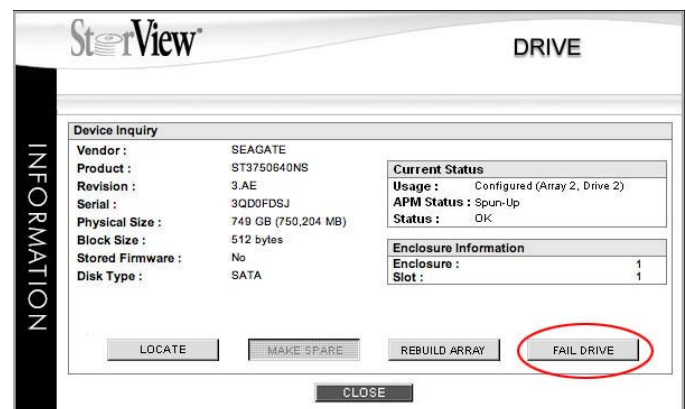 StorView
DRIVE
INFORMATION
Device Inquiry
Vendor : SEAGATE
Product : ST3750640NS
Revision : 3.AE
Serial : 3QD0FDSJ
Physical Size : 749 GB (750,204 MB)
Block Size : 512 bytes
Stored Firmware : No
Disk Type : SATA
Current Status
Usage : Configured (Array 2, Drive 2)
APM Status : Spun-Up
Status : OK
Enclosure Information
Enclosure : 1
Slot : 1
LOCATE MAKE SPARE REBUILD ARRAY FAIL DRIVE
CLOSE